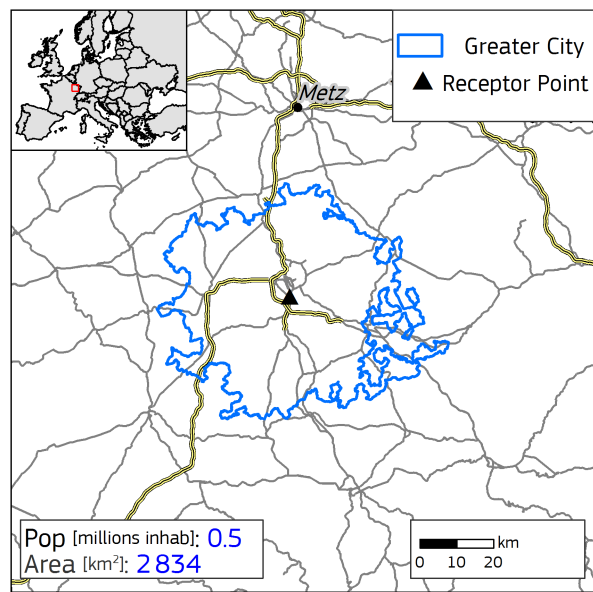 Greater City
Receptor Point
Metz
Pop [millions inhab]: 0.5
Area [km²]: 2 834
km
0 10 20